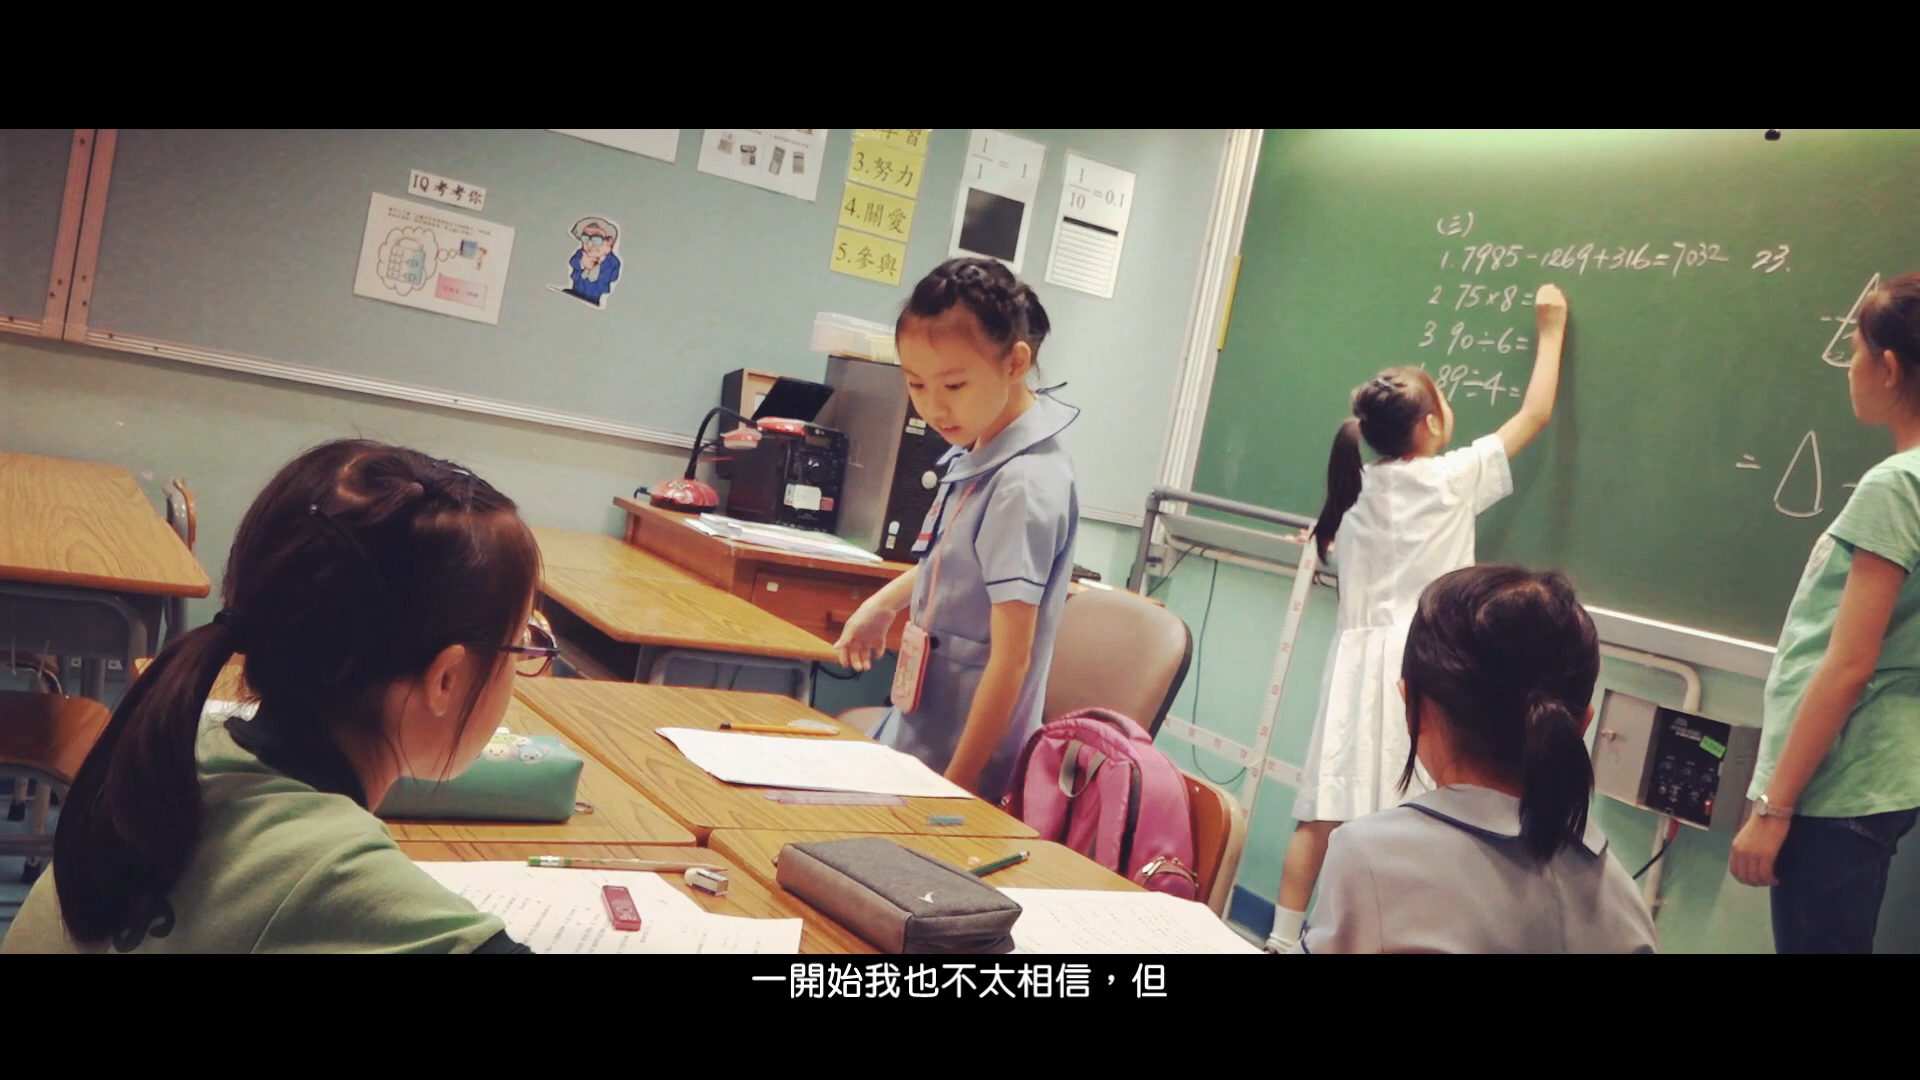 IQ考考你
3.努力
4.關愛
5.參與
1/1 = 1
1/10 = 0.1
(三)
1. 7985-1269+316=7032 23.
2 75×8=
3 90÷6=
89÷4=
=
一開始我也不太相信，但